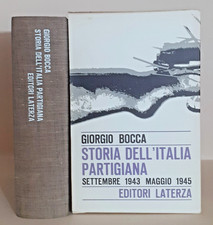 GIORGIO BOCCA
STORIA DELL'ITALIA PARTIGIANA
EDITORI LATERZA
GIORGIO BOCCA
STORIA DELL'ITALIA
PARTIGIANA
SETTEMBRE 1943 MAGGIO 1945
EDITORI LATERZA